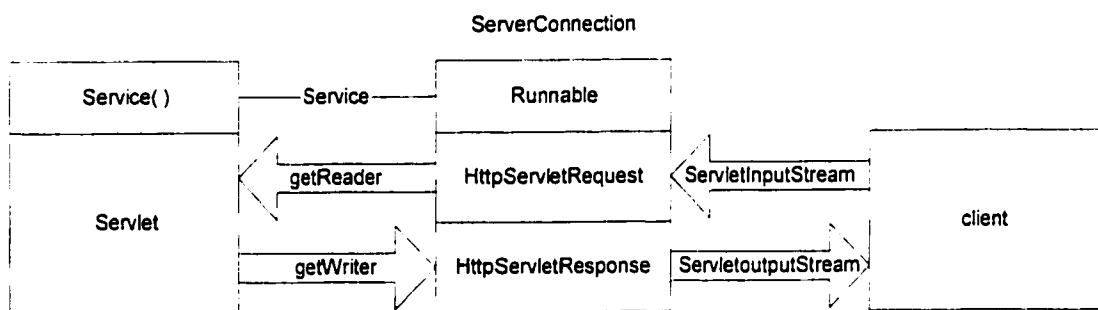 ServerConnection
Service( )
Service
Runnable
getReader
HttpServletRequest
ServletInputStream
Servlet
client
getWriter
HttpServletResponse
ServletoutputStream